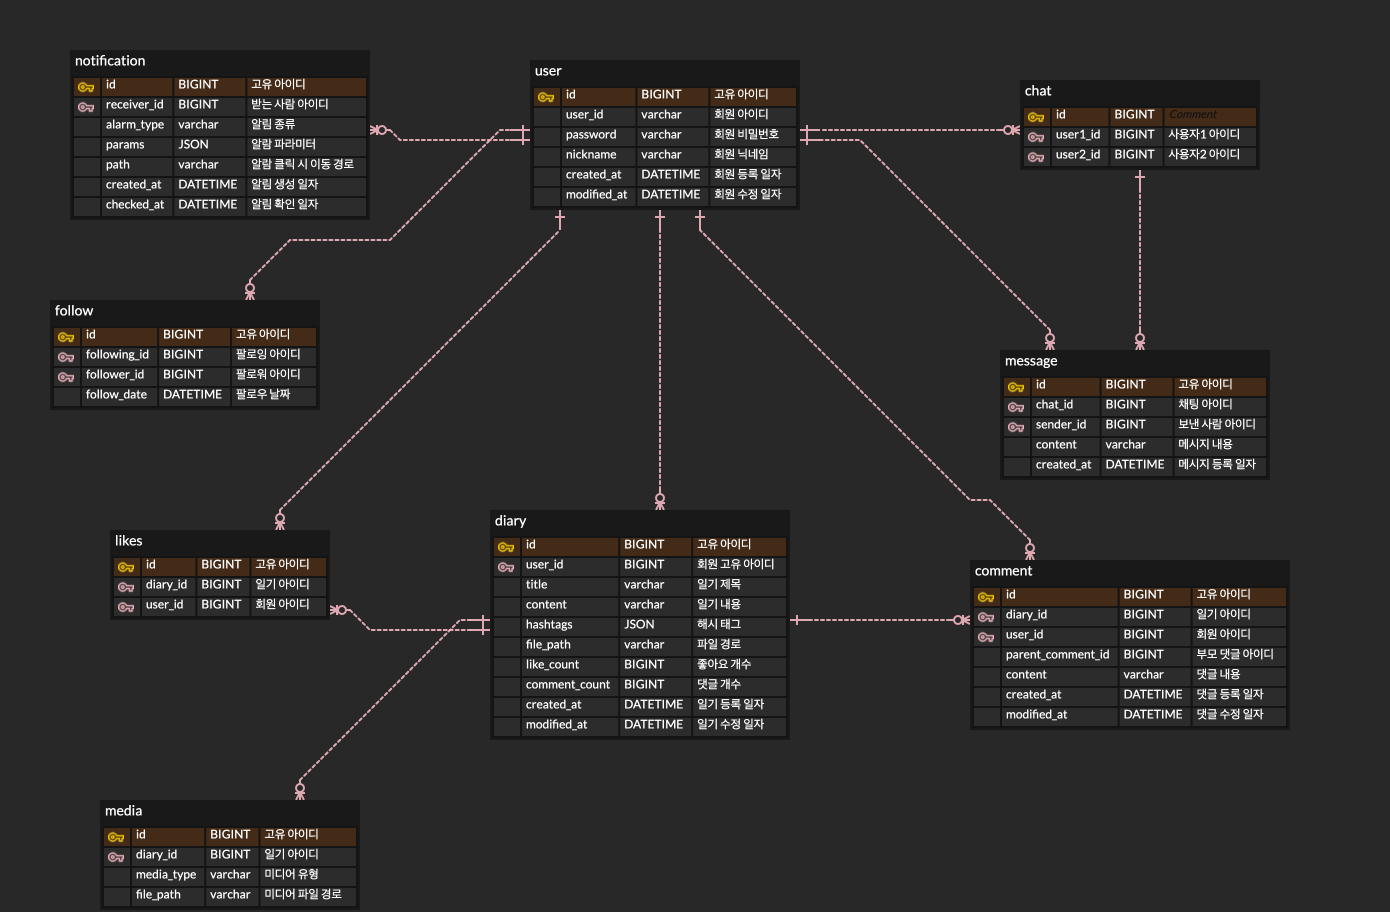 notification
id BIGINT 고유 아이디
receiver_id BIGINT 받는 사람 아이디
alarm_type varchar 알림 종류
params JSON 알람 파라미터
path varchar 알람 클릭 시 이동 경로
created_at DATETIME 알림 생성 일자
checked_at DATETIME 알림 확인 일자
user
id BIGINT 고유 아이디
user_id varchar 회원 아이디
password varchar 회원 비밀번호
nickname varchar 회원 닉네임
created_at DATETIME 회원 등록 일자
modified_at DATETIME 회원 수정 일자
chat
id BIGINT Comment
user1_id BIGINT 사용자1 아이디
user2_id BIGINT 사용자2 아이디
follow
id BIGINT 고유 아이디
following_id BIGINT 팔로잉 아이디
follower_id BIGINT 팔로워 아이디
follow_date DATETIME 팔로우 날짜
message
id BIGINT 고유 아이디
chat_id BIGINT 채팅 아이디
sender_id BIGINT 보낸 사람 아이디
content varchar 메시지 내용
created_at DATETIME 메시지 등록 일자
likes
id BIGINT 고유 아이디
diary_id BIGINT 일기 아이디
user_id BIGINT 회원 아이디
diary
id BIGINT 고유 아이디
user_id BIGINT 회원 고유 아이디
title varchar 일기 제목
content varchar 일기 내용
hashtags JSON 해시 태그
file_path varchar 파일 경로
like_count BIGINT 좋아요 개수
comment_count BIGINT 댓글 개수
created_at DATETIME 일기 등록 일자
modified_at DATETIME 일기 수정 일자
comment
id BIGINT 고유 아이디
diary_id BIGINT 일기 아이디
user_id BIGINT 회원 아이디
parent_comment_id BIGINT 부모 댓글 아이디
content varchar 댓글 내용
created_at DATETIME 댓글 등록 일자
modified_at DATETIME 댓글 수정 일자
media
id BIGINT 고유 아이디
diary_id BIGINT 일기 아이디
media_type varchar 미디어 유형
file_path varchar 미디어 파일 경로